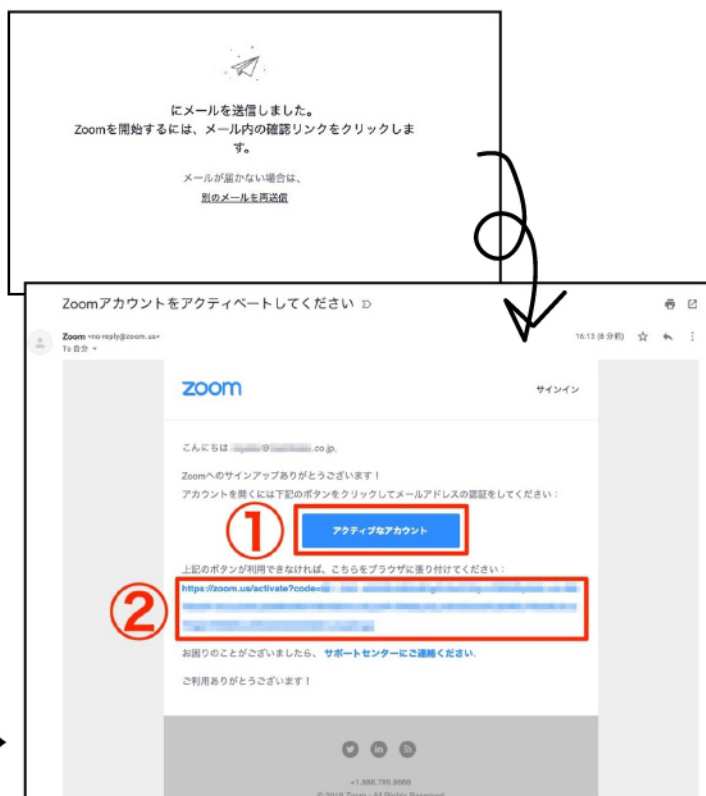 にメールを送信しました。
Zoomを開始するには、メール内の確認リンクをクリックしま
す。
メールが届かない場合は、
別のメールを再送信
Zoomアカウントをアクティベートしてください
Zoom <no-reply@zoom.us>
To 自分
16:13 (8 分前)
zoom
サインイン
こんにちは @ .co.jp,
Zoomへのサインアップありがとうございます！
アカウントを開くには下記のボタンをクリックしてメールアドレスの認証をしてください：
① アクティブなアカウント
上記のボタンが利用できなければ、こちらをブラウザに張り付けてください：
② https://zoom.us/activate?code=
お困りのことがございましたら、サポートセンターにご連絡ください.
ご利用ありがとうございます！
in
+1.888.799.9666
© 2019 Zoom - All Rights Reserved